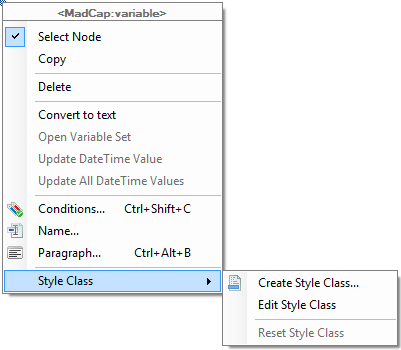 <MadCap:variable>
Select Node
Copy
Delete
Convert to text
Open Variable Set
Update DateTime Value
Update All DateTime Values
Conditions... Ctrl+Shift+C
Name...
Paragraph... Ctrl+Alt+B
Style Class
Create Style Class...
Edit Style Class
Reset Style Class